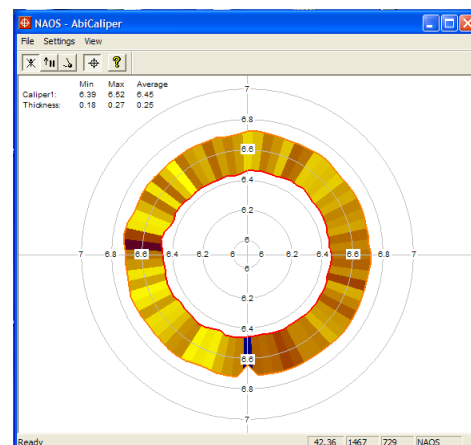 NAOS - AbiCaliper
File Settings View
Min Max Average
Caliper1: 6.39 6.52 6.45
Thickness: 0.18 0.27 0.25
7
6.8
6.6
6.4
6.2
6
7 6.8 6.6 6.4 6.2 6 6 6.2 6.4 6.6 6.8 7
6
6.2
6.4
6.6
6.8
7
Ready 42.36 1467 729 NAOS